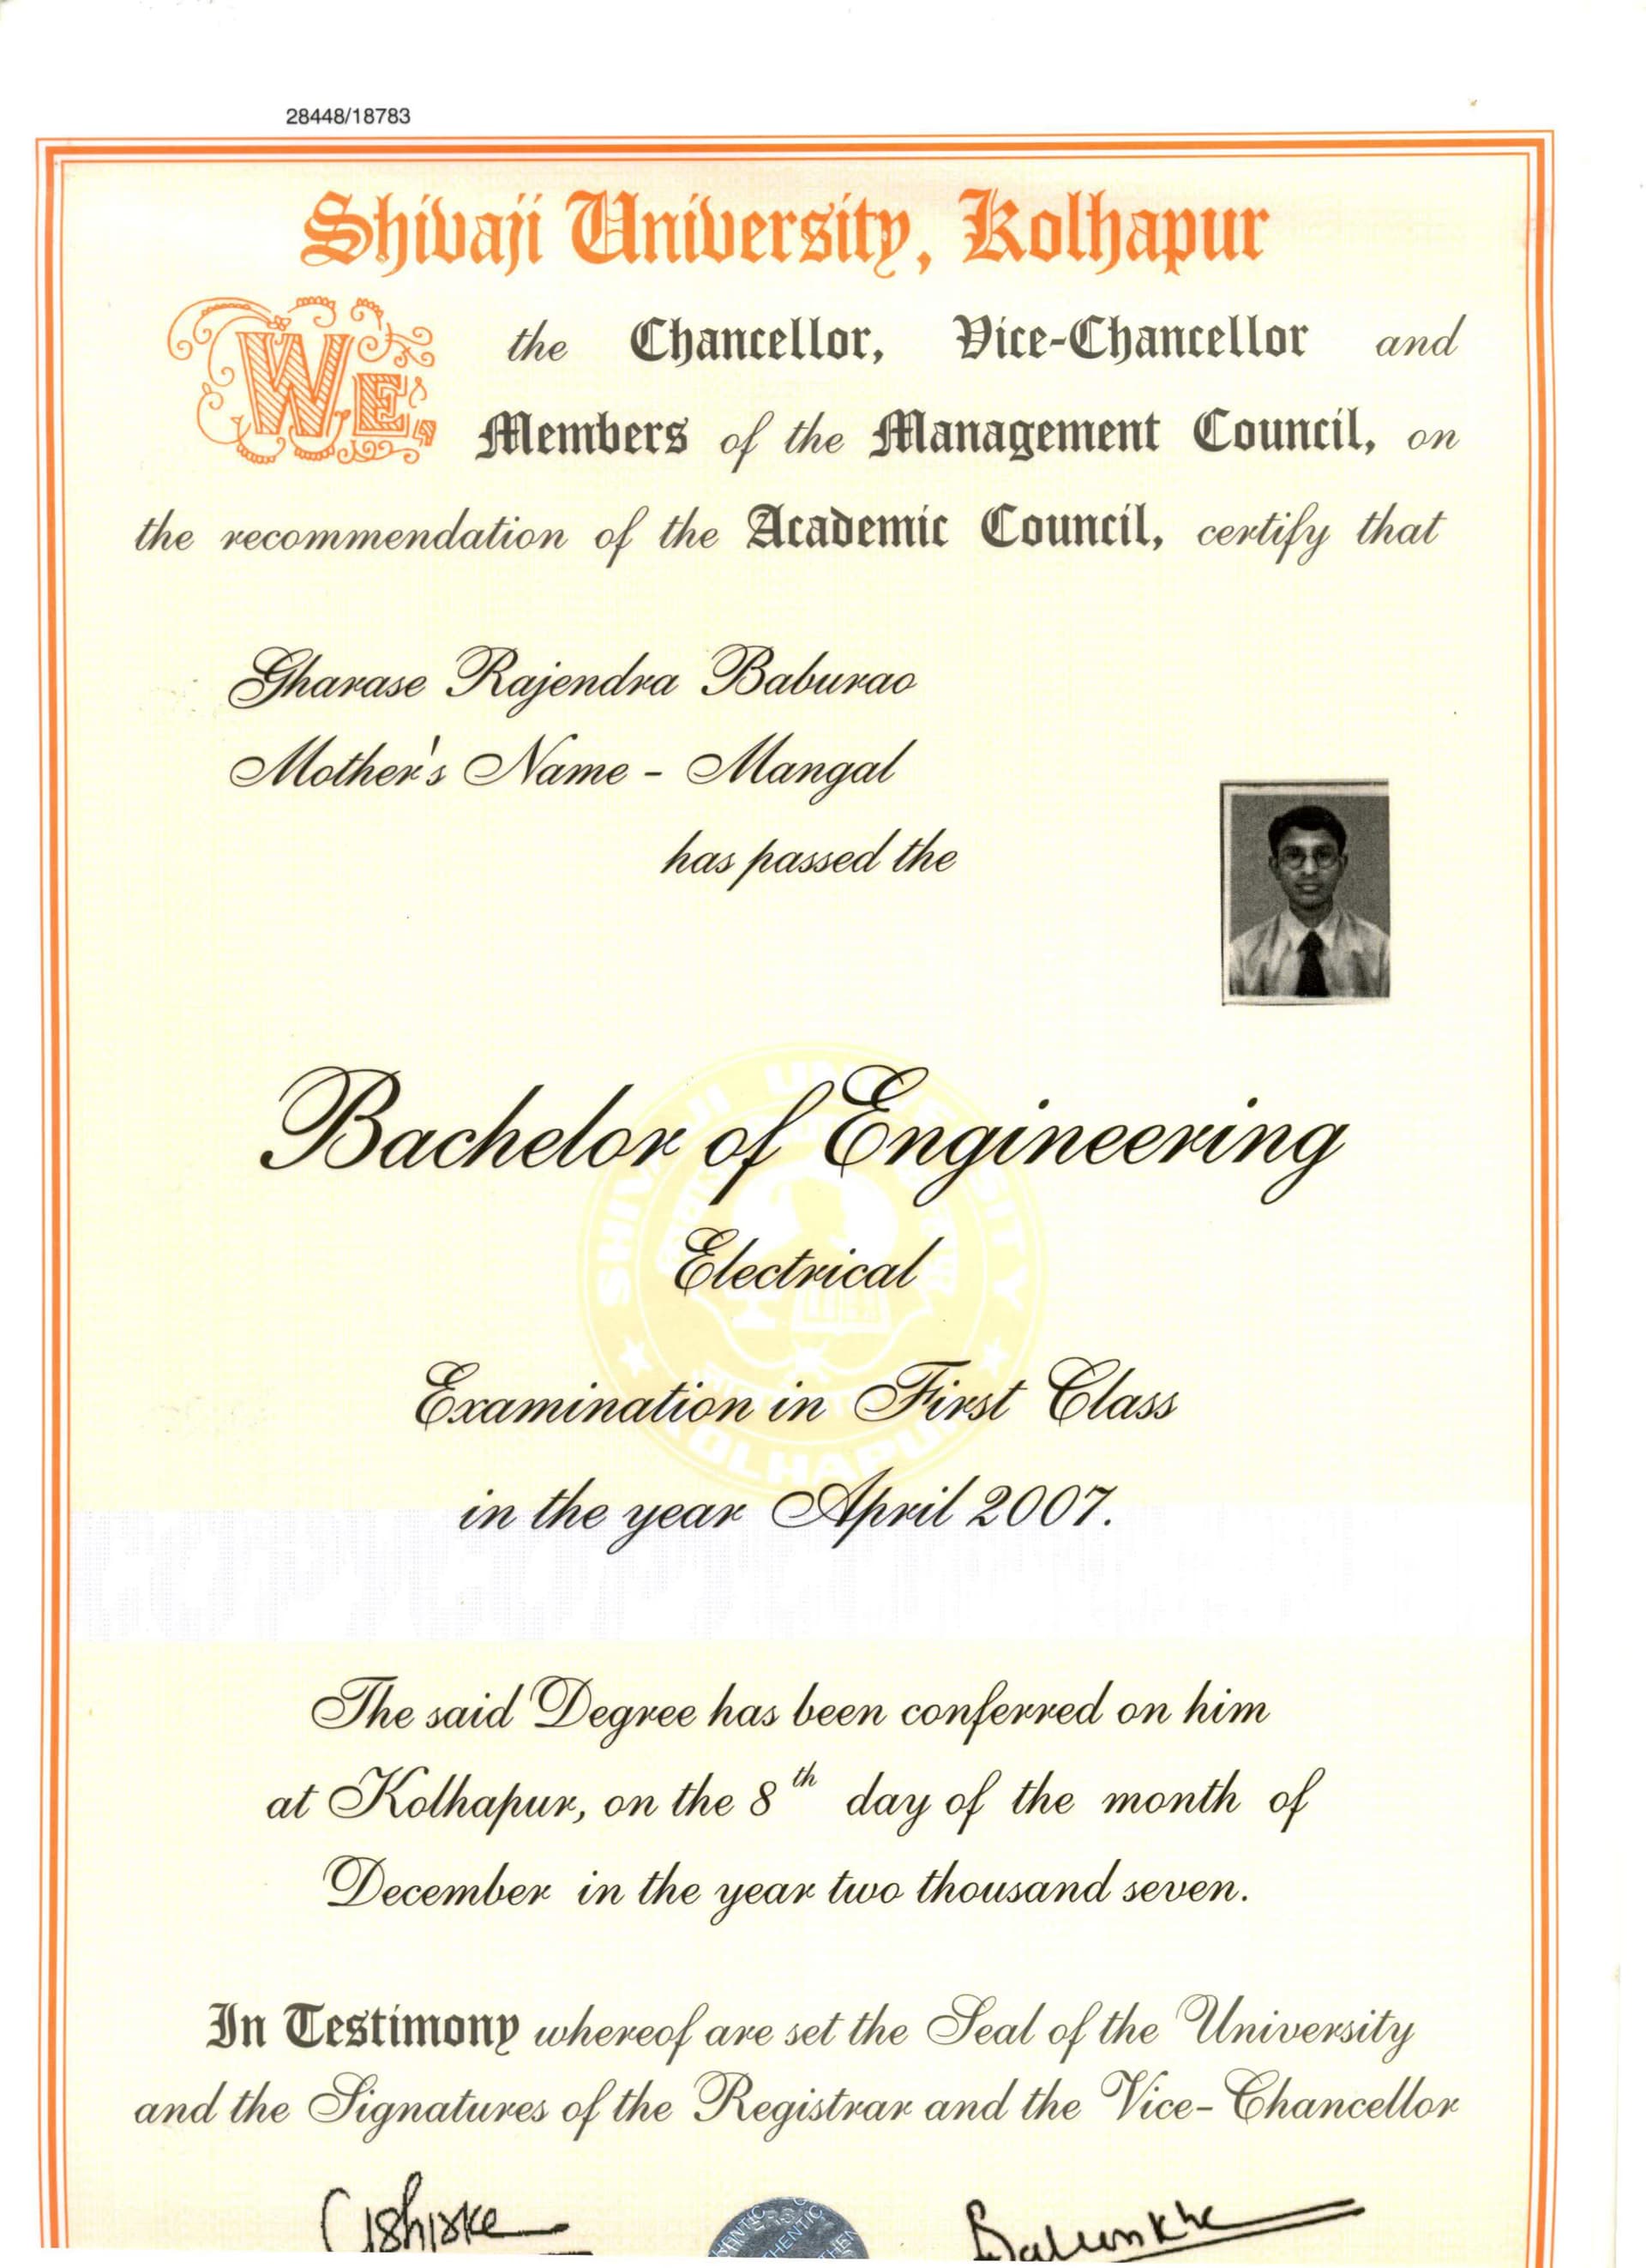 28448/18783
Shivaji University, Kolhapur
WE, the Chancellor, Vice-Chancellor and
Members of the Management Council, on
the recommendation of the Academic Council, certify that
Gharase Rajendra Baburao
Mother's Name - Mangal
has passed the
Bachelor of Engineering
Electrical
Examination in First Class
in the year April 2007.
SHIVAJI UNIVERSITY
KOLHAPUR
The said Degree has been conferred on him
at Kolhapur, on the 8th day of the month of
December in the year two thousand seven.
In Testimony whereof are set the Seal of the University
and the Signatures of the Registrar and the Vice-Chancellor